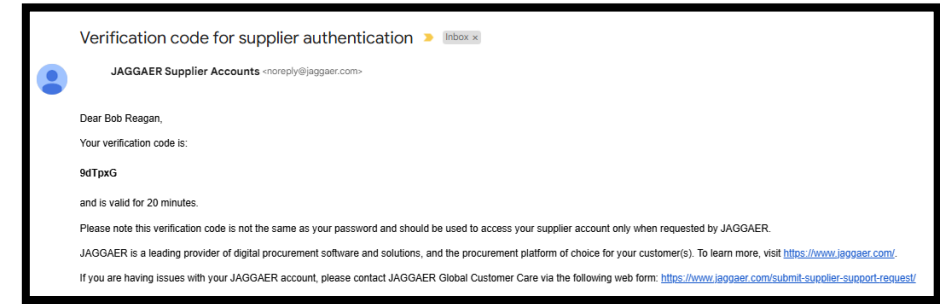 Verification code for supplier authentication Inbox x
JAGGAER Supplier Accounts <noreply@jaggaer.com>
Dear Bob Reagan,
Your verification code is:
9dTpxG
and is valid for 20 minutes.
Please note this verification code is not the same as your password and should be used to access your supplier account only when requested by JAGGAER.
JAGGAER is a leading provider of digital procurement software and solutions, and the procurement platform of choice for your customer(s). To learn more, visit https://www.jaggaer.com/.
If you are having issues with your JAGGAER account, please contact JAGGAER Global Customer Care via the following web form: https://www.jaggaer.com/submit-supplier-support-request/